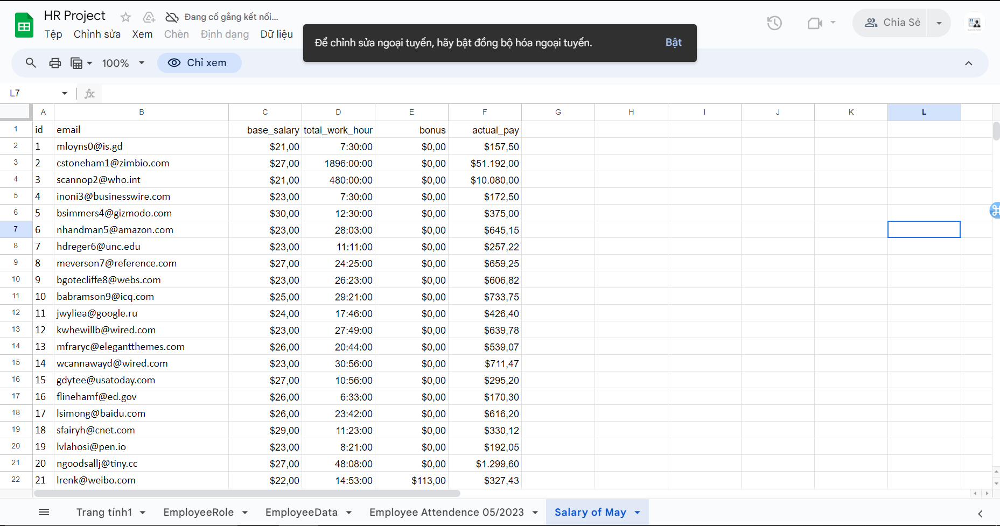 HR Project
Đang cố gắng kết nối...
Tệp Chỉnh sửa Xem Chèn Định dạng Dữ liệu
Để chỉnh sửa ngoại tuyến, hãy bật đồng bộ hóa ngoại tuyến. Bật
Chia Sẻ
100% Chỉ xem
L7 fx
A B C D E F G H I J K L
1 id email base_salary total_work_hour bonus actual_pay
2 1 mloyns0@is.gd $21,00 7:30:00 $0,00 $157,50
3 2 cstoneham1@zimbio.com $27,00 1896:00:00 $0,00 $51.192,00
4 3 scannop2@who.int $21,00 480:00:00 $0,00 $10.080,00
5 4 inoni3@businesswire.com $23,00 7:30:00 $0,00 $172,50
6 5 bsimmers4@gizmodo.com $30,00 12:30:00 $0,00 $375,00
7 6 nhandman5@amazon.com $23,00 28:03:00 $0,00 $645,15
8 7 hdreger6@unc.edu $23,00 11:11:00 $0,00 $257,22
9 8 meverson7@reference.com $27,00 24:25:00 $0,00 $659,25
10 9 bgotecliffe8@webs.com $23,00 26:23:00 $0,00 $606,82
11 10 babramson9@icq.com $25,00 29:21:00 $0,00 $733,75
12 11 jwyliea@google.ru $24,00 17:46:00 $0,00 $426,40
13 12 kwhewillb@wired.com $23,00 27:49:00 $0,00 $639,78
14 13 mfraryc@elegantthemes.com $26,00 20:44:00 $0,00 $539,07
15 14 wcannawayd@wired.com $23,00 30:56:00 $0,00 $711,47
16 15 gdytee@usatoday.com $27,00 10:56:00 $0,00 $295,20
17 16 flinehamf@ed.gov $26,00 6:33:00 $0,00 $170,30
18 17 lsimong@baidu.com $26,00 23:42:00 $0,00 $616,20
19 18 sfairyh@cnet.com $29,00 11:23:00 $0,00 $330,12
20 19 lvlahosi@pen.io $23,00 8:21:00 $0,00 $192,05
21 20 ngoodsallj@tiny.cc $27,00 48:08:00 $0,00 $1.299,60
22 21 lrenk@weibo.com $22,00 14:53:00 $113,00 $327,43
Trang tính1 EmployeeRole EmployeeData Employee Attendence 05/2023 Salary of May